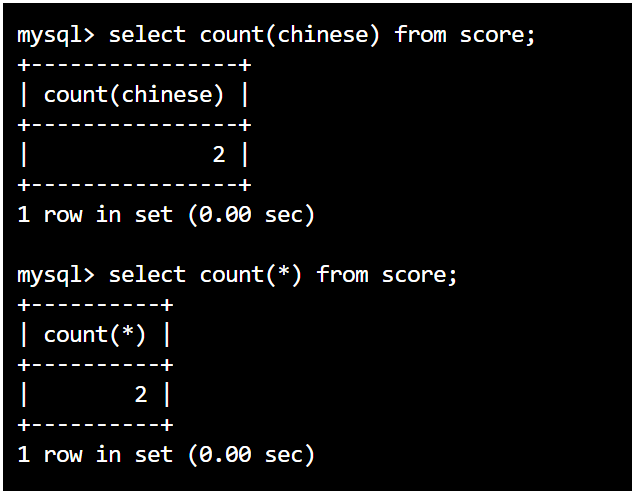 mysql> select count(chinese) from score;
+----------------+
| count(chinese) |
+----------------+
|              2 |
+----------------+
1 row in set (0.00 sec)

mysql> select count(*) from score;
+----------+
| count(*) |
+----------+
|        2 |
+----------+
1 row in set (0.00 sec)